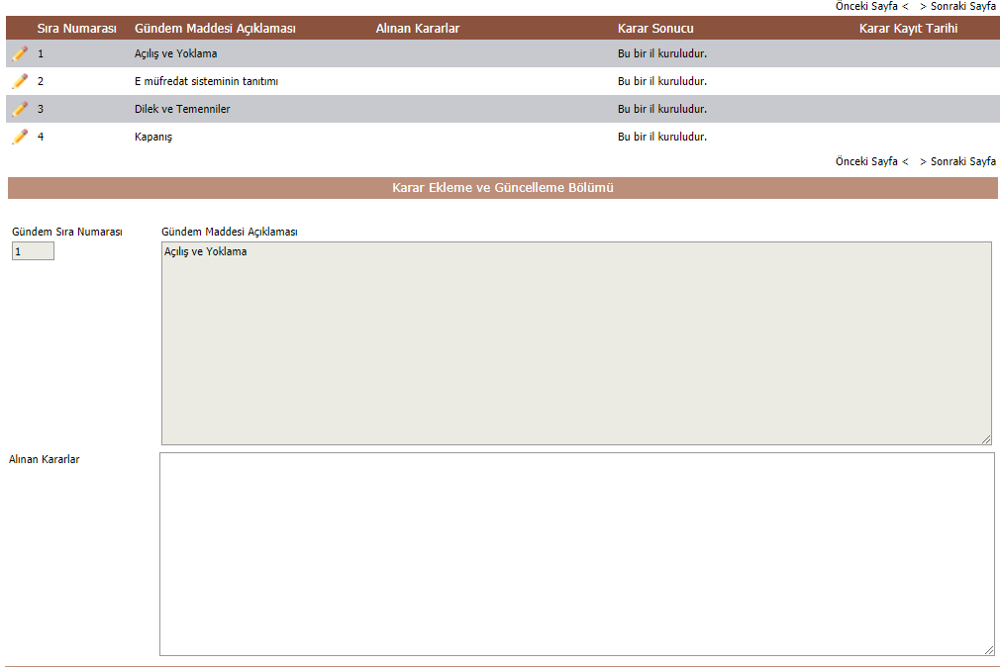 Önceki Sayfa < > Sonraki Sayfa
Sıra Numarası Gündem Maddesi Açıklaması Alınan Kararlar Karar Sonucu Karar Kayıt Tarihi
1 Açılış ve Yoklama Bu bir il kuruludur.
2 E müfredat sisteminin tanıtımı Bu bir il kuruludur.
3 Dilek ve Temenniler Bu bir il kuruludur.
4 Kapanış Bu bir il kuruludur.
Önceki Sayfa < > Sonraki Sayfa
Karar Ekleme ve Güncelleme Bölümü
Gündem Sıra Numarası Gündem Maddesi Açıklaması
1 Açılış ve Yoklama
Alınan Kararlar